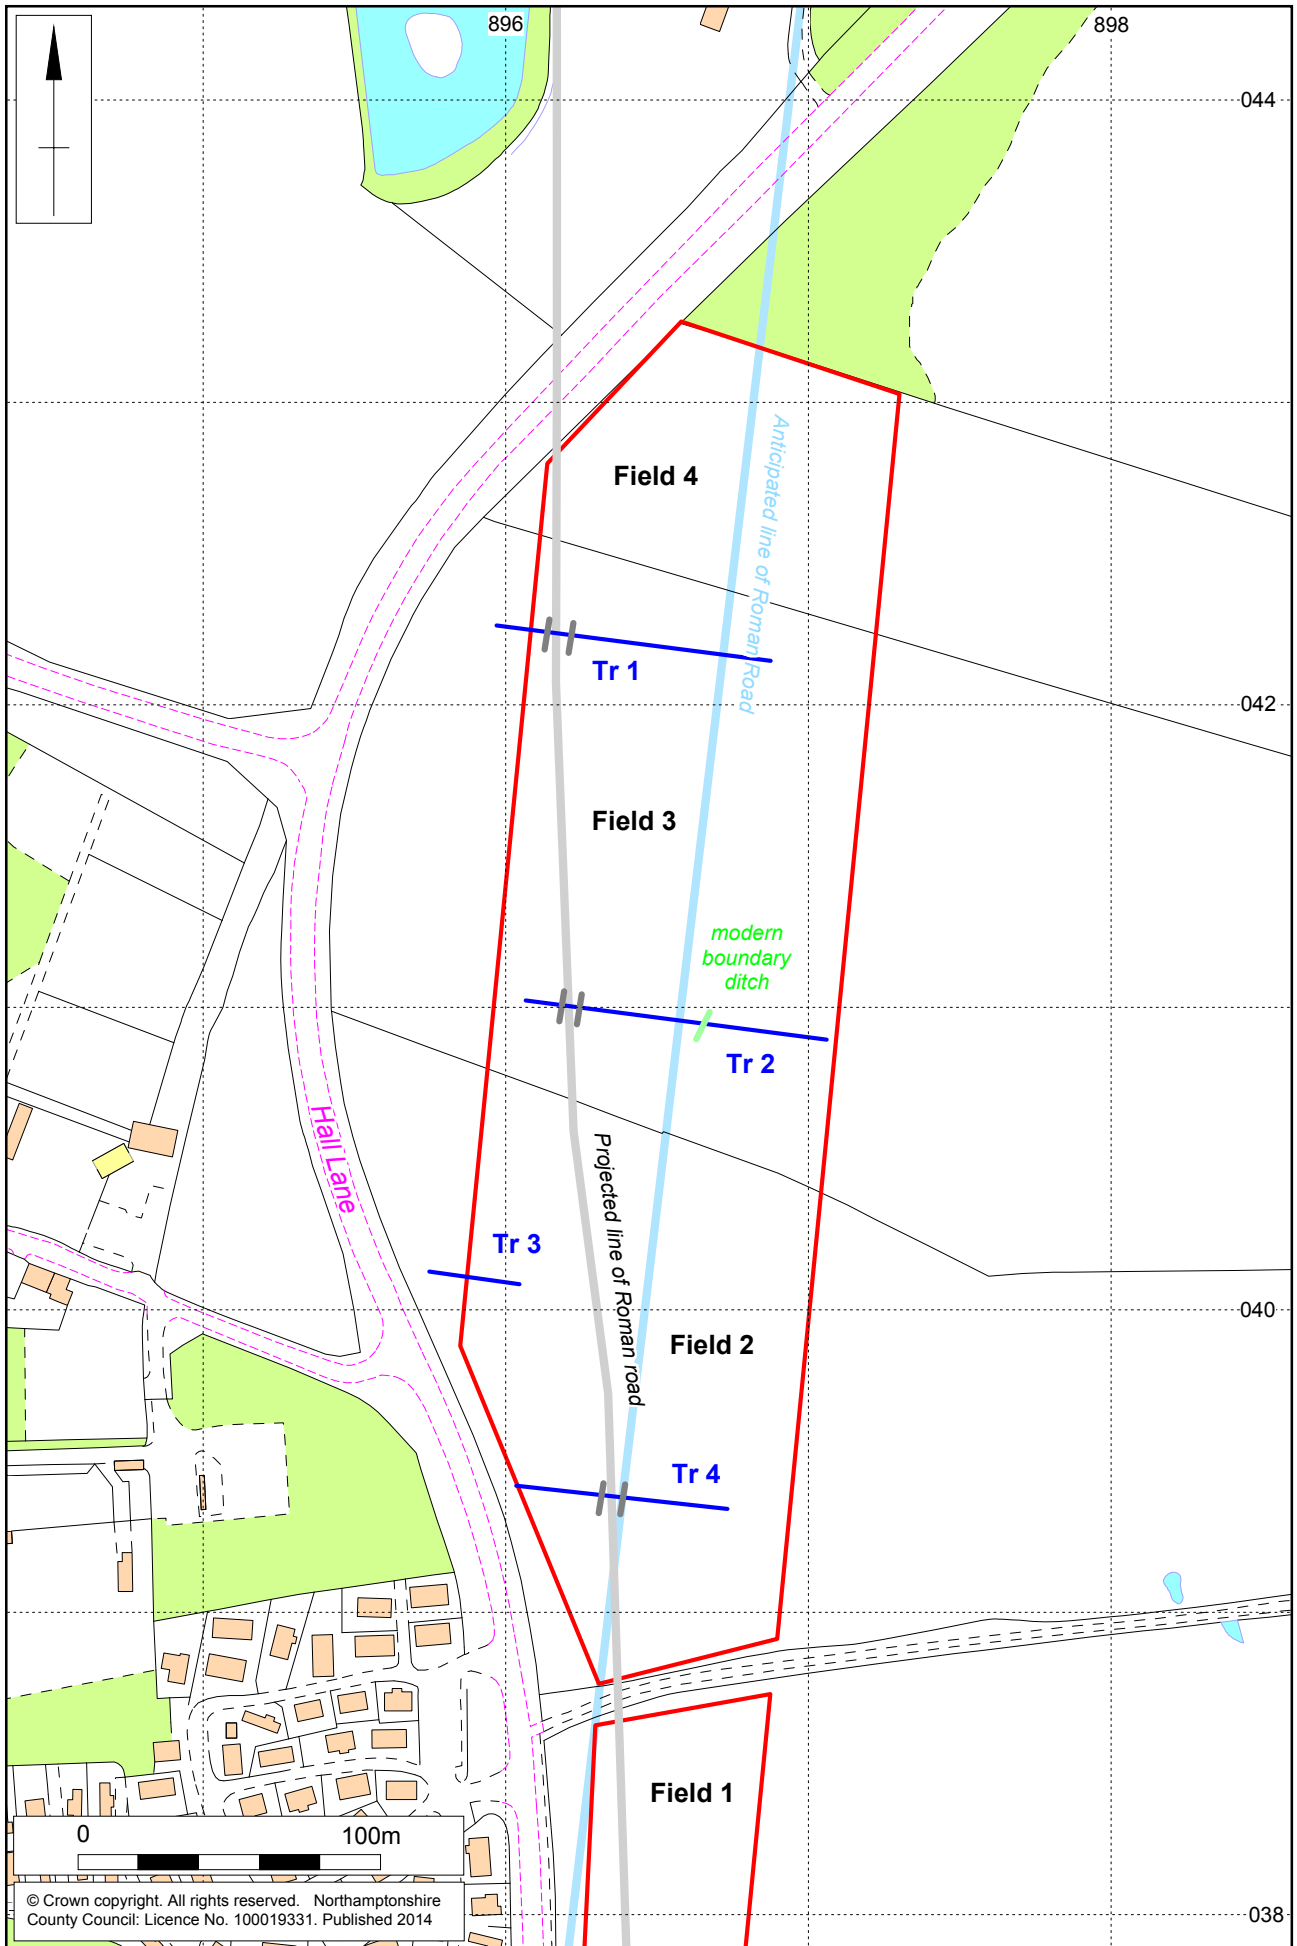 896
898
044
Field 4
Anticipated line of Roman Road
Tr 1
042
Field 3
modern
boundary
ditch
Tr 2
Hall Lane
Projected line of Roman road
Tr 3
040
Field 2
Tr 4
Field 1
0 100m
© Crown copyright. All rights reserved. Northamptonshire
County Council: Licence No. 100019331. Published 2014
038